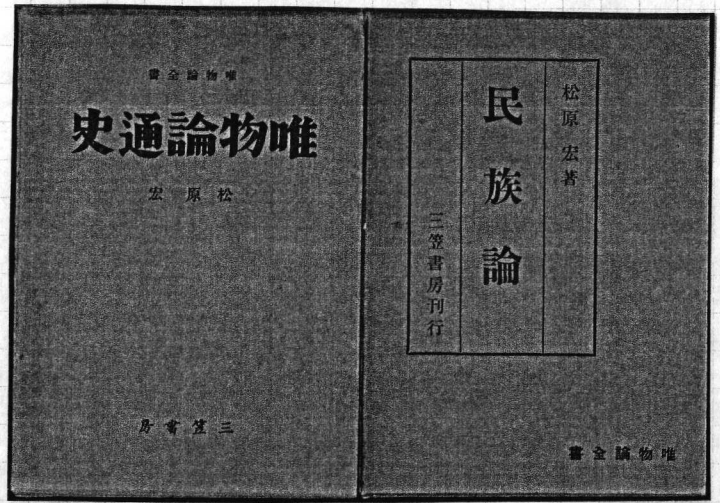 唯物論全書
唯物論通史
松原宏
三笠書房
松原宏著
民族論
三笠書房刊行
唯物論全書